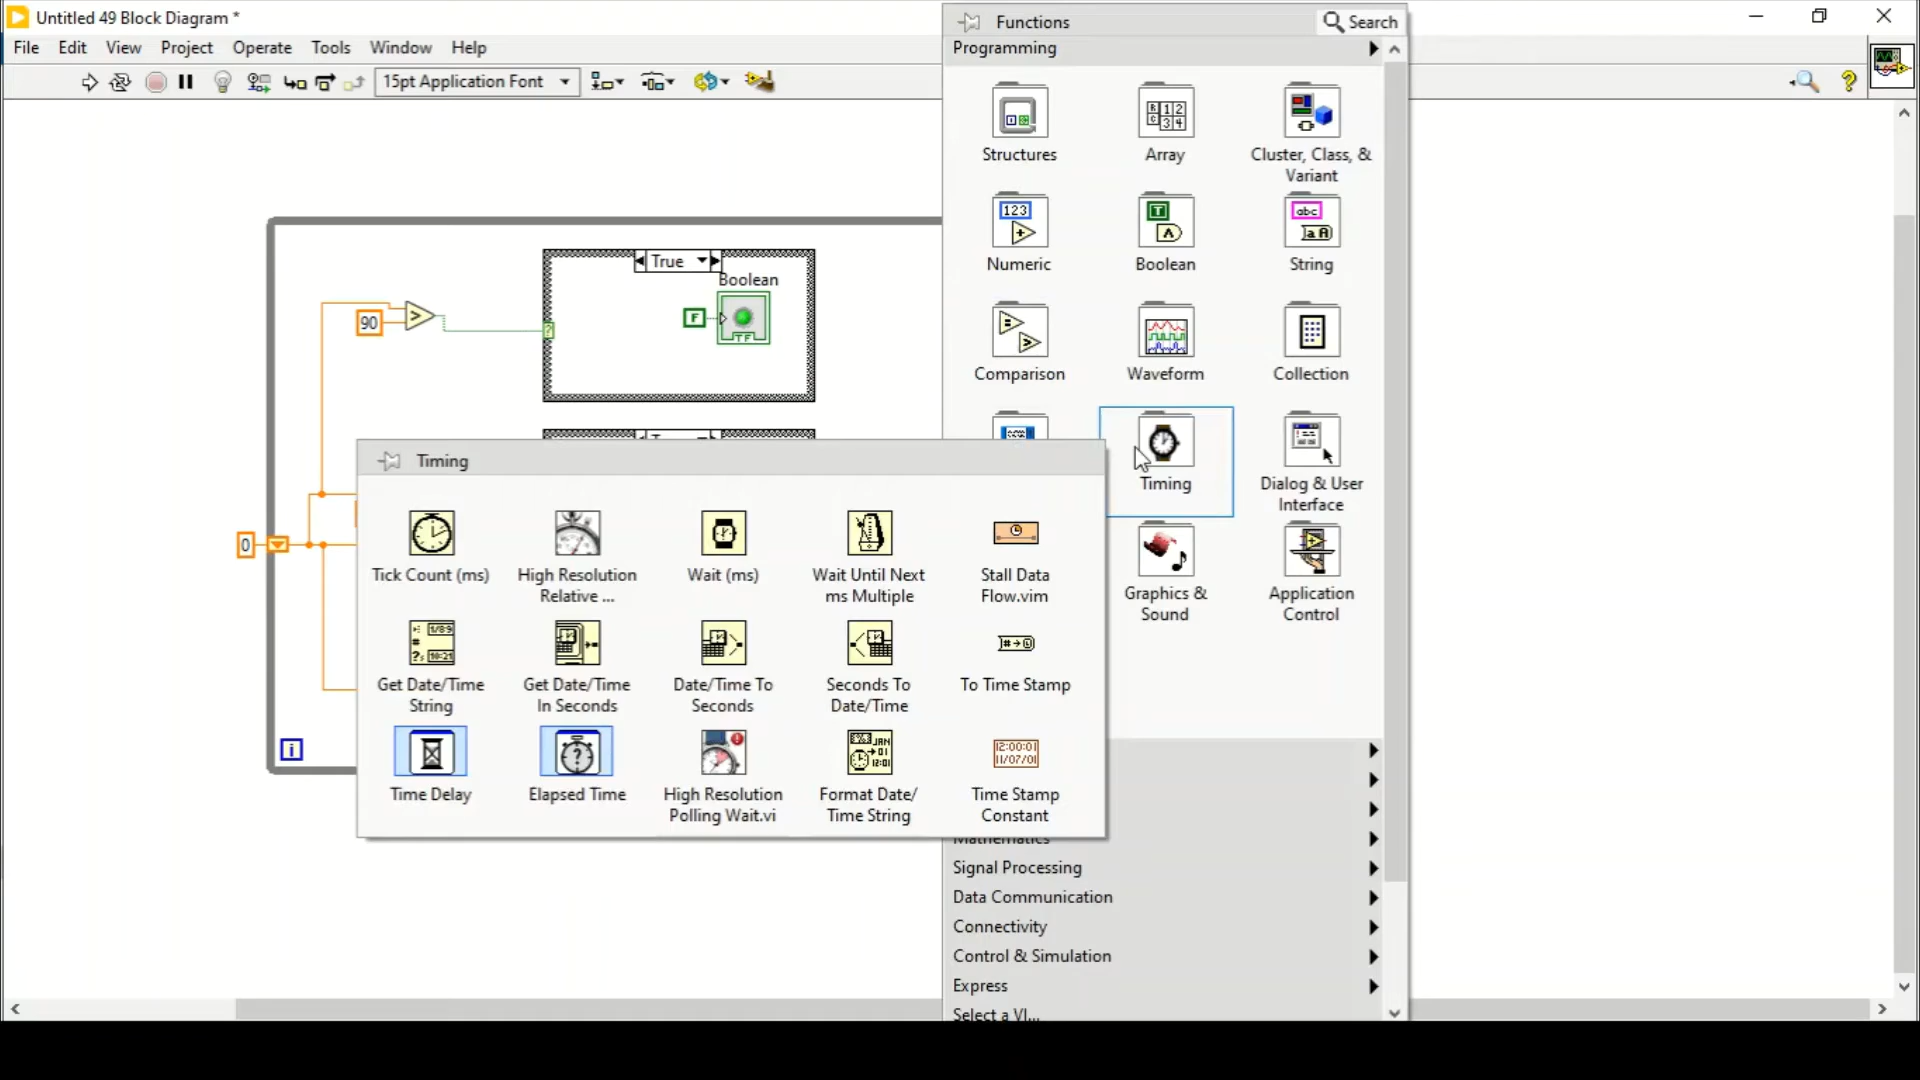 Untitled 49 Block Diagram *
File Edit View Project Operate Tools Window Help
15pt Application Font
Functions
Search
Programming
Structures
Array
Cluster, Class, &
Variant
Numeric
Boolean
String
Comparison
Waveform
Collection
Timing
Dialog & User
Interface
Graphics &
Sound
Application
Control
Mathematics
Signal Processing
Data Communication
Connectivity
Control & Simulation
Express
Select a VI...
True
Boolean
90
F
TF
?
0
i
Timing
Tick Count (ms)
High Resolution
Relative ...
Wait (ms)
Wait Until Next
ms Multiple
Stall Data
Flow.vim
Get Date/Time
String
Get Date/Time
In Seconds
Date/Time To
Seconds
Seconds To
Date/Time
To Time Stamp
Time Delay
Elapsed Time
High Resolution
Polling Wait.vi
Format Date/
Time String
Time Stamp
Constant